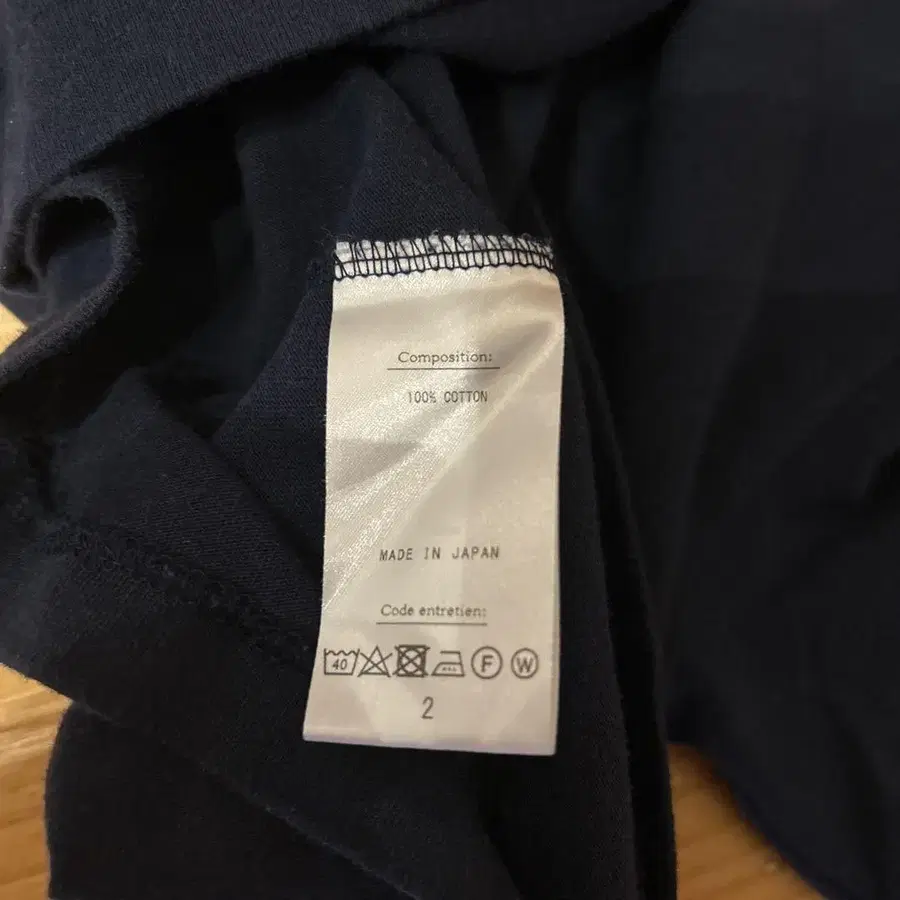 Composition:
100% COTTON
MADE IN JAPAN
Code entretien:
40 F W
2